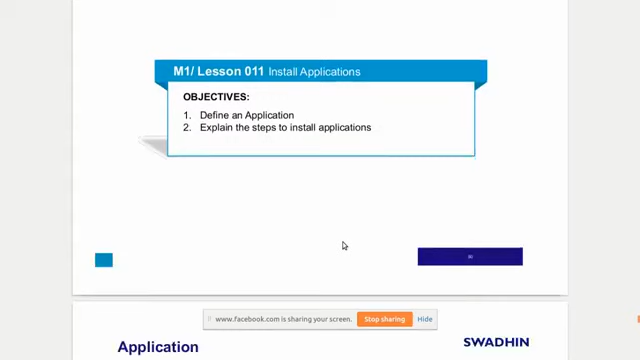 M1/ Lesson 011 Install Applications
OBJECTIVES:
1. Define an Application
2. Explain the steps to install applications
www.facebook.com is sharing your screen. Stop sharing Hide
Application SWADHIN